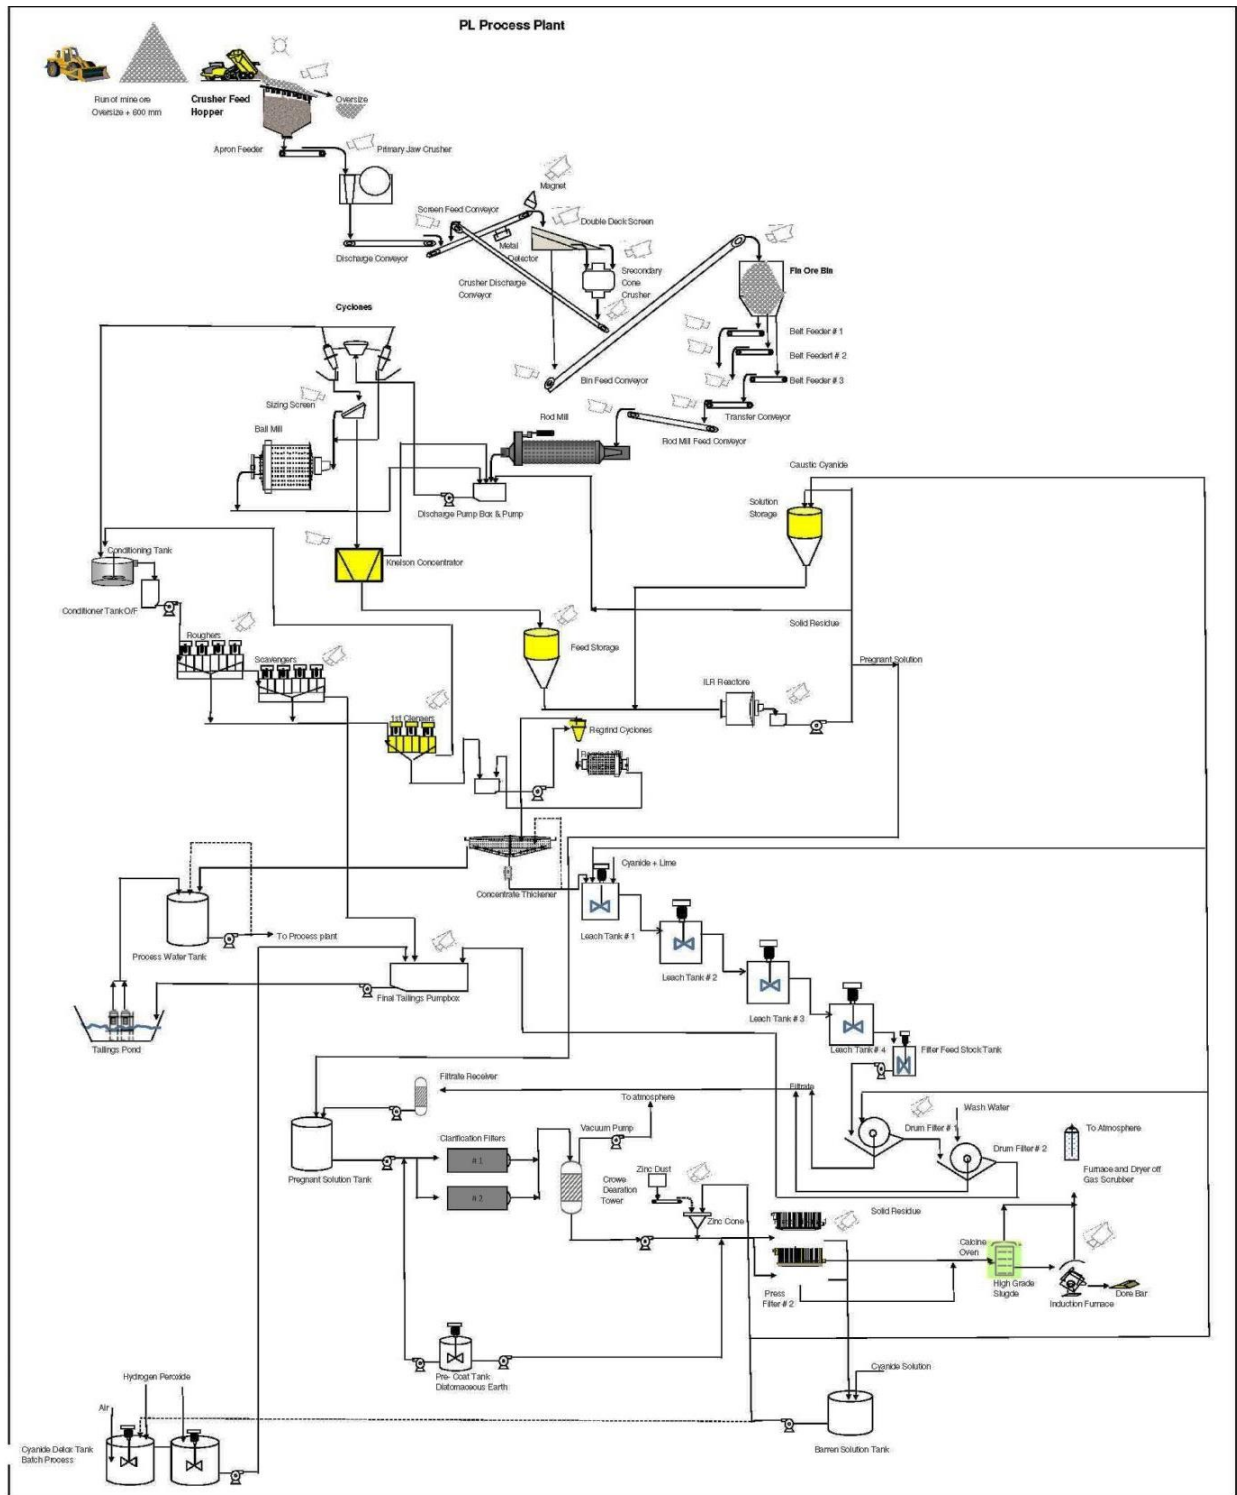 PL Process Plant
Run of mine ore
Oversize + 600 mm
Crusher Feed
Hopper
Oversize
Apron Feeder
Primary Jaw Crusher
Magnet
Screen Feed Conveyor
Double Deck Screen
Discharge Conveyor
Metal
Detector
Crusher Discharge
Conveyor
Srecondary
Cone
Crusher
Fin Ore Bin
Cyclones
Belt Feeder # 1
Belt Feedert # 2
Belt Feeder # 3
Bin Feed Conveyor
Sizing Screen
Ball Mill
Rod Mill
Transfer Conveyor
Rod Mill Feed Conveyor
Caustic Cyanide
Solution
Storage
Discharge Pump Box & Pump
Conditioning Tank
Knelson Concentrator
Conditioner Tank O/F
Solid Residue
Roughers
Scavengers
Feed Storage
Pregnant Solution
ILR Reactore
1st Cleners
Regrind Cyclones
Cyanide + Lime
Concentrate Thickener
To Process plant
Process Water Tank
Leach Tank # 1
Leach Tank # 2
Leach Tank # 3
Leach Tank # 4
Final Tailings Pumpbox
Tailings Pond
Filter Feed Stock Tank
Filtrate Receiver
Filtrate
To atmosphere
Wash Water
Vacuum Pump
Clarification Filters
# 1
# 2
Drum Filter # 1
Drum Filter # 2
To Atmosphere
Furnace and Dryer off
Gas Scrubber
Pregnant Solution Tank
Crowe
Dearation
Tower
Zinc Dust
Zinc Cone
Solid Residue
Calcine
Oven
Press
Filter # 2
High Grade
Slugde
Induction Furnace
Dore Bar
Pre- Coat Tank
Diatomaceous Earth
Cyanide Solution
Hydrogen Peroxide
Air
Cyanide Detox Tank
Batch Process
Barren Solution Tank